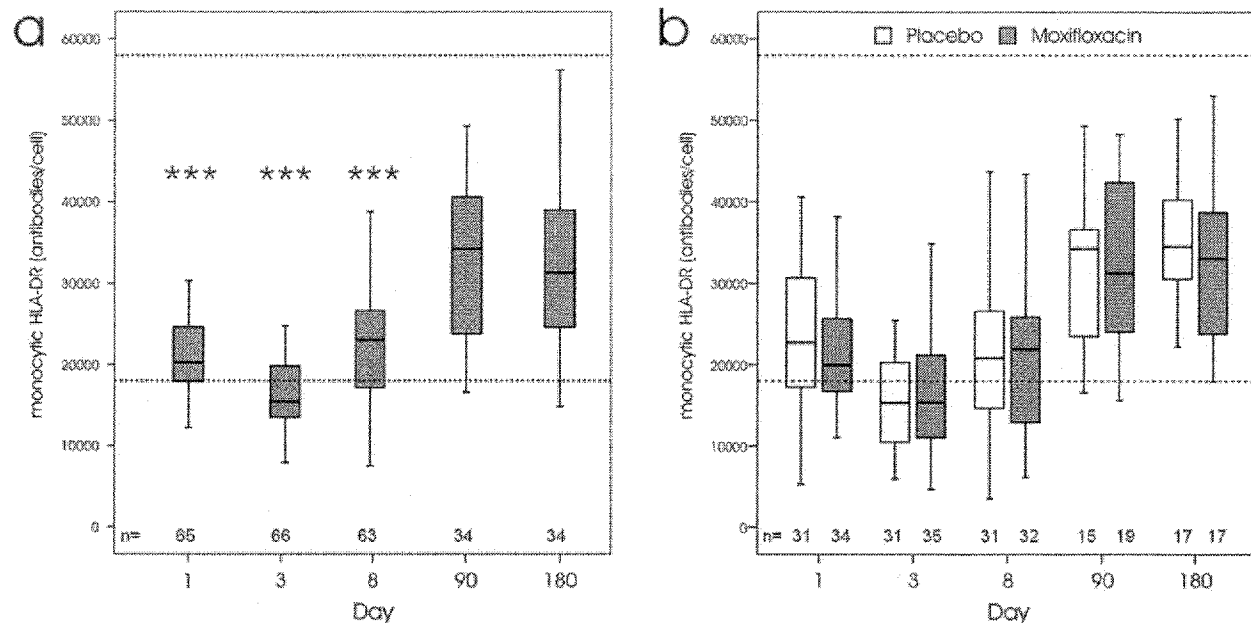 a
monocytic HLA-DR [antibodies/cell)
60000
50000
40000
30000
20000
10000
0
*** *** ***
n= 65 66 63 34 34
1 3 8 90 180
Day
b
Placebo Moxifloxacin
monocytic HLA-DR (antibodies/cell)
60000
50000
40000
30000
20000
10000
0
n= 31 34 31 35 31 32 15 19 17 17
1 3 8 90 180
Day